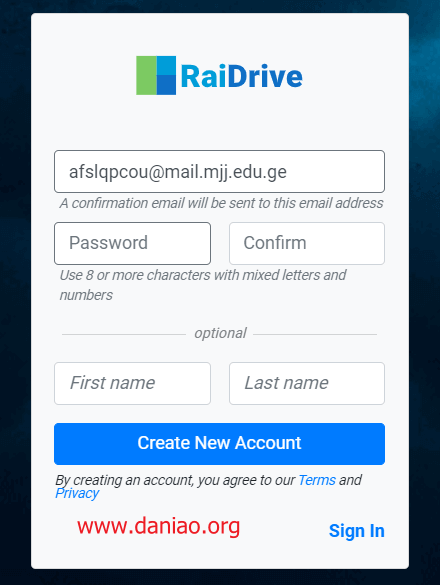 RaiDrive
afslqpcou@mail.mjj.edu.ge
A confirmation email will be sent to this email address
Password
Confirm
Use 8 or more characters with mixed letters and
numbers
optional
First name
Last name
Create New Account
By creating an account, you agree to our Terms and
Privacy
www.daniao.org
Sign In